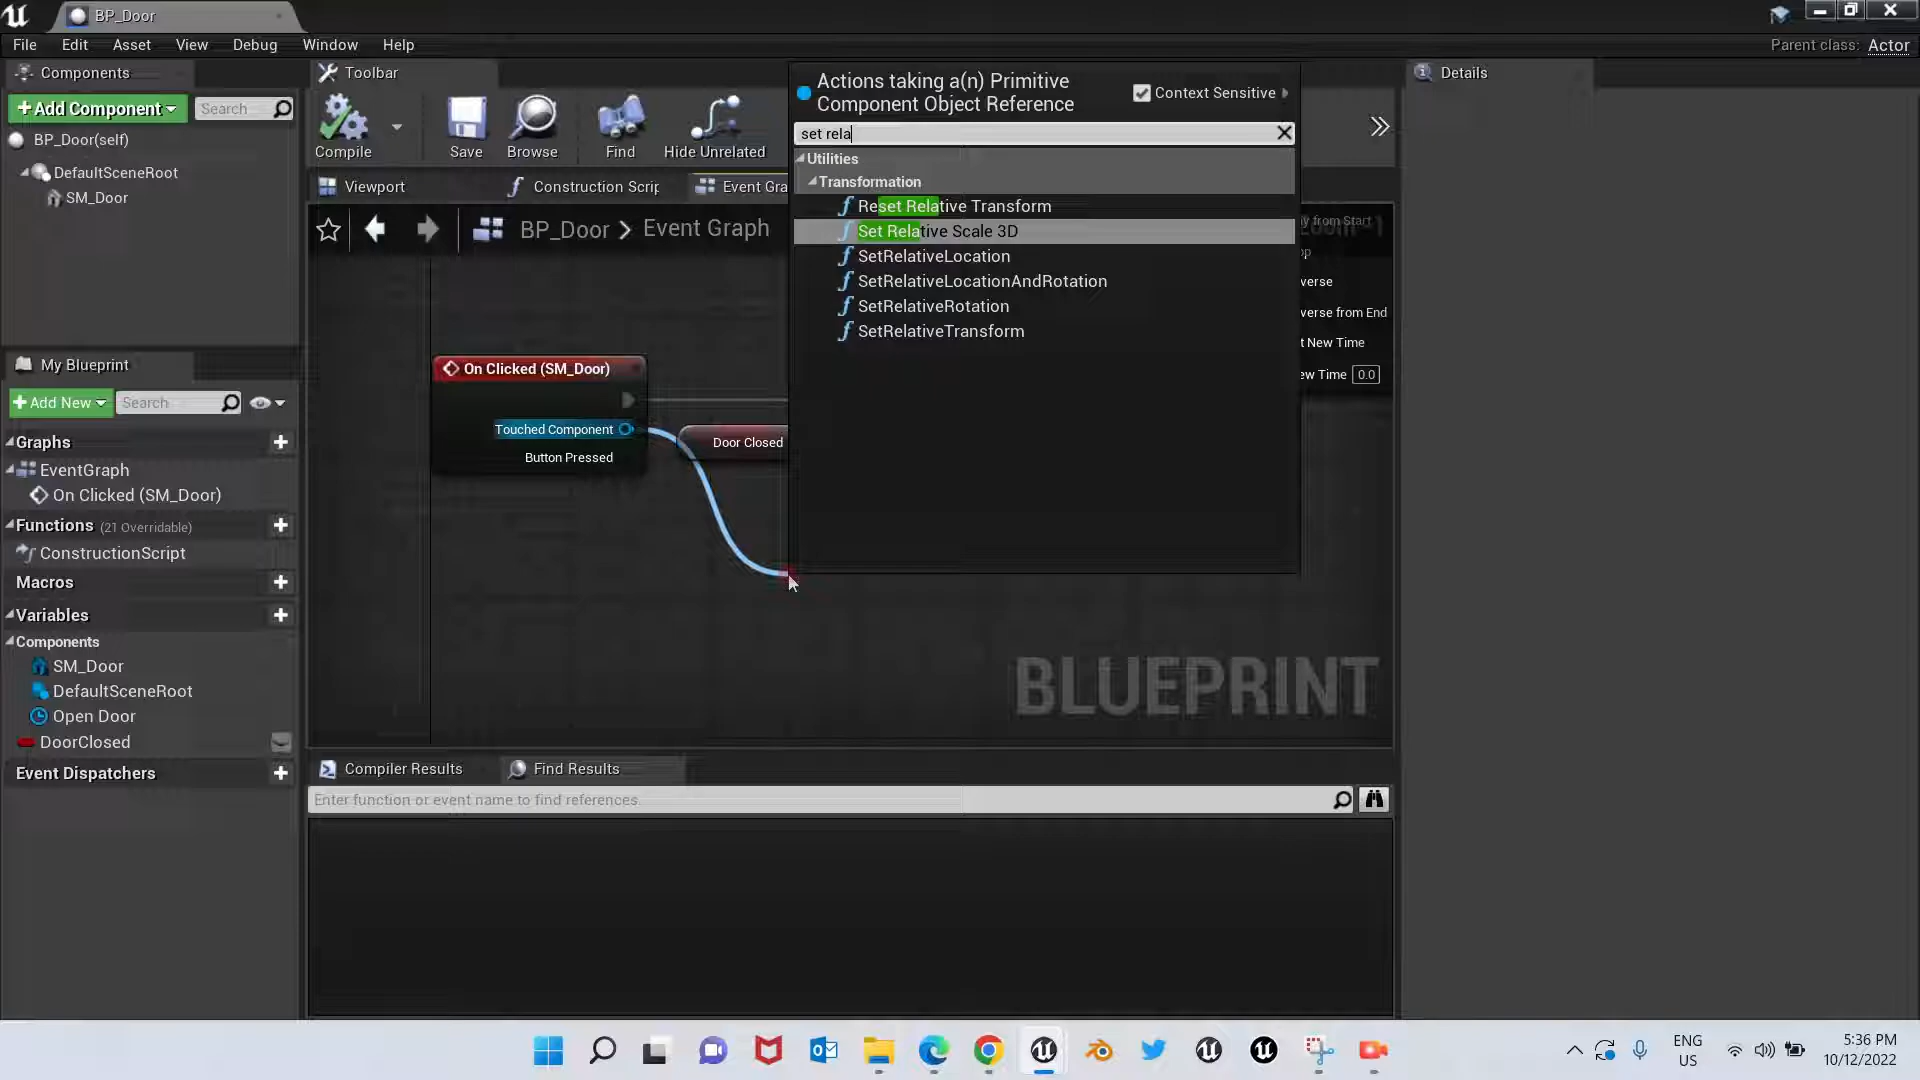 BP_Door
File Edit Asset View Debug Window Help
Parent class: Actor
Components
Toolbar
Details
Add Component
Search
BP_Door(self)
DefaultSceneRoot
SM_Door
Compile
Save
Browse
Find
Hide Unrelated
Actions taking a(n) Primitive
Component Object Reference
Context Sensitive
set rela
Utilities
Transformation
Reset Relative Transform
Set Relative Scale 3D
SetRelativeLocation
SetRelativeLocationAndRotation
SetRelativeRotation
SetRelativeTransform
Viewport
Construction Scrip
Event Gra
BP_Door > Event Graph
y from Start
op
verse
verse from End
t New Time
ew Time 0.0
On Clicked (SM_Door)
Touched Component
Button Pressed
Door Closed
BLUEPRINT
My Blueprint
Add New
Search
Graphs
EventGraph
On Clicked (SM_Door)
Functions (21 Overridable)
ConstructionScript
Macros
Variables
Components
SM_Door
DefaultSceneRoot
Open Door
DoorClosed
Event Dispatchers
Compiler Results
Find Results
Enter function or event name to find references.
ENG
US
5:36 PM
10/12/2022